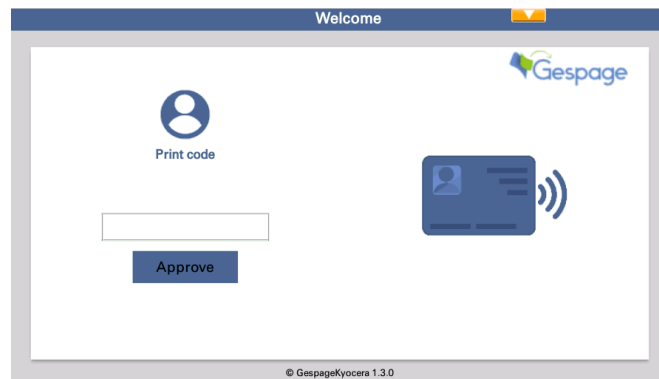 Welcome
Gespage
Print code
Approve
© GespageKyocera 1.3.0